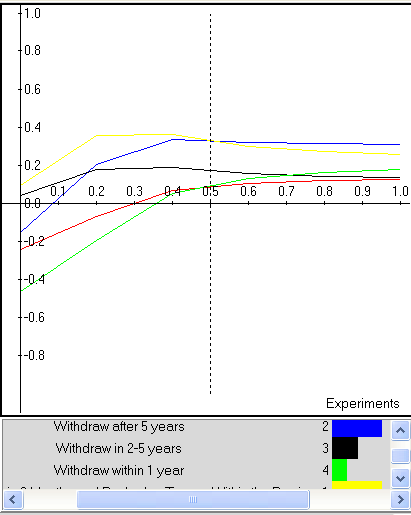 1.0
0.8
0.6
0.4
0.2
0.0
0.1 0.2 0.3 0.4 0.5 0.6 0.7 0.8 0.9 1.0
-0.2
-0.4
-0.6
-0.8
Experiments
Withdraw after 5 years 2
Withdraw in 2-5 years 3
Withdraw within 1 year 4